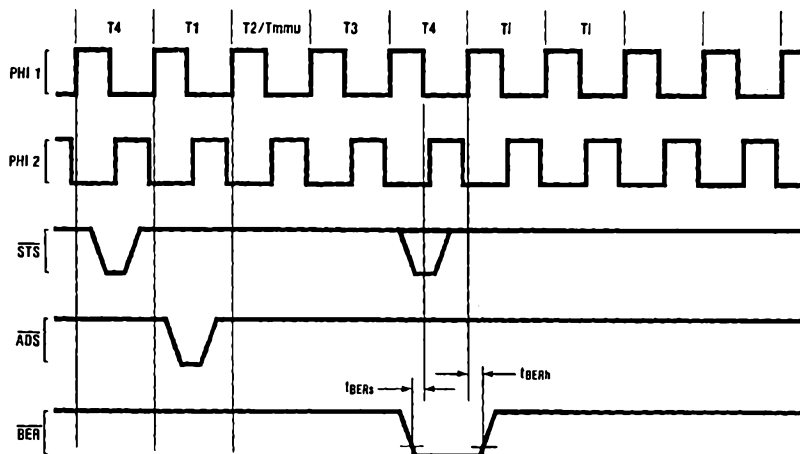 T4 T1 T2/Tmmu T3 T4 Ti Ti
PHI 1
PHI 2
STS
ADS
tBERs
tBERh
BER